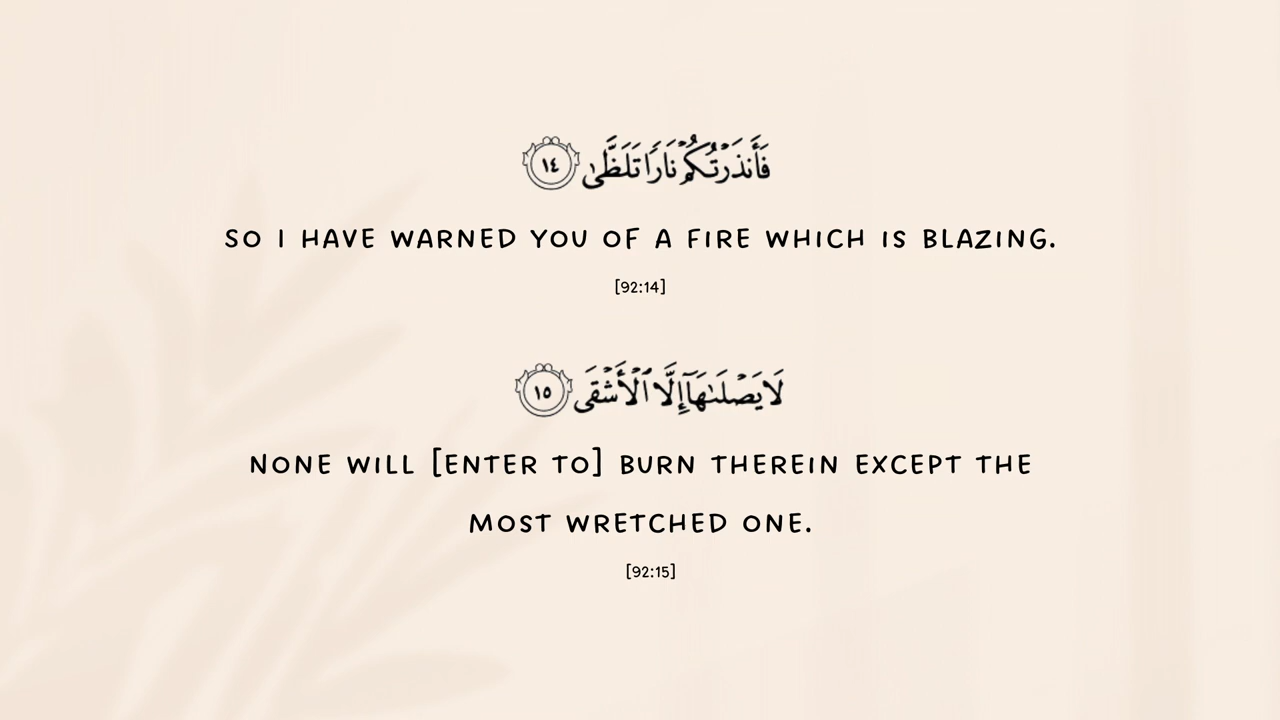 فَأَنذَرْتُكُمْ نَارًا تَلَظَّىٰ ١٤
SO I HAVE WARNED YOU OF A FIRE WHICH IS BLAZING.
[92:14]
لَا يَصْلَىٰهَآ إِلَّا ٱلْأَشْقَى ١٥
NONE WILL [ENTER TO] BURN THEREIN EXCEPT THE
MOST WRETCHED ONE.
[92:15]